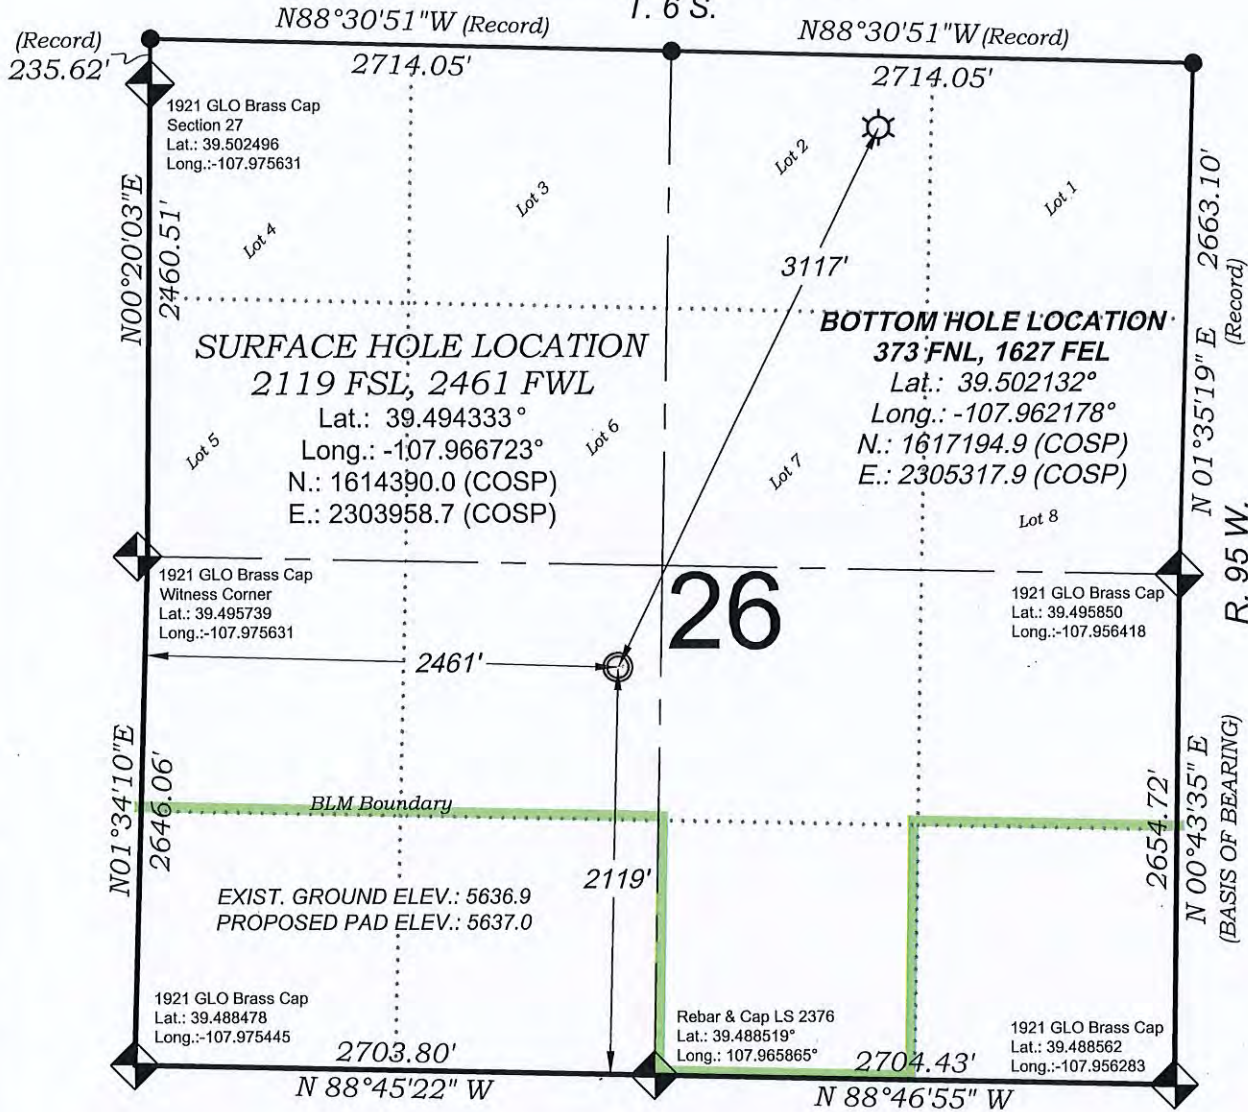 T. 6 S.
N88°30'51"W (Record)
N88°30'51"W (Record)
(Record)
235.62'
2714.05'
2714.05'
1921 GLO Brass Cap
Section 27
Lat.: 39.502496
Long.:-107.975631
Lot 2
Lot 3
Lot 1
Lot 4
N00°20'03"E
2460.51'
2663.10'
(Record)
N 01°35'19" E
3117'
SURFACE HOLE LOCATION
2119 FSL, 2461 FWL
Lat.: 39.494333°
Long.: -107.966723°
N.: 1614390.0 (COSP)
E.: 2303958.7 (COSP)
BOTTOM HOLE LOCATION
373 FNL, 1627 FEL
Lat.: 39.502132°
Long.: -107.962178°
N.: 1617194.9 (COSP)
E.: 2305317.9 (COSP)
Lot 5
Lot 6
Lot 7
Lot 8
R. 95 W.
1921 GLO Brass Cap
Witness Corner
Lat.: 39.495739
Long.:-107.975631
26
1921 GLO Brass Cap
Lat.: 39.495850
Long.:-107.956418
2461'
N01°34'10"E
2646.06'
BLM Boundary
2654.72'
N 00°43'35" E
(BASIS OF BEARING)
2119'
EXIST. GROUND ELEV.: 5636.9
PROPOSED PAD ELEV.: 5637.0
1921 GLO Brass Cap
Lat.: 39.488478
Long.:-107.975445
Rebar & Cap LS 2376
Lat.: 39.488519°
Long.: 107.965865°
1921 GLO Brass Cap
Lat.: 39.488562
Long.:-107.956283
2703.80'
2704.43'
N 88°45'22" W
N 88°46'55" W